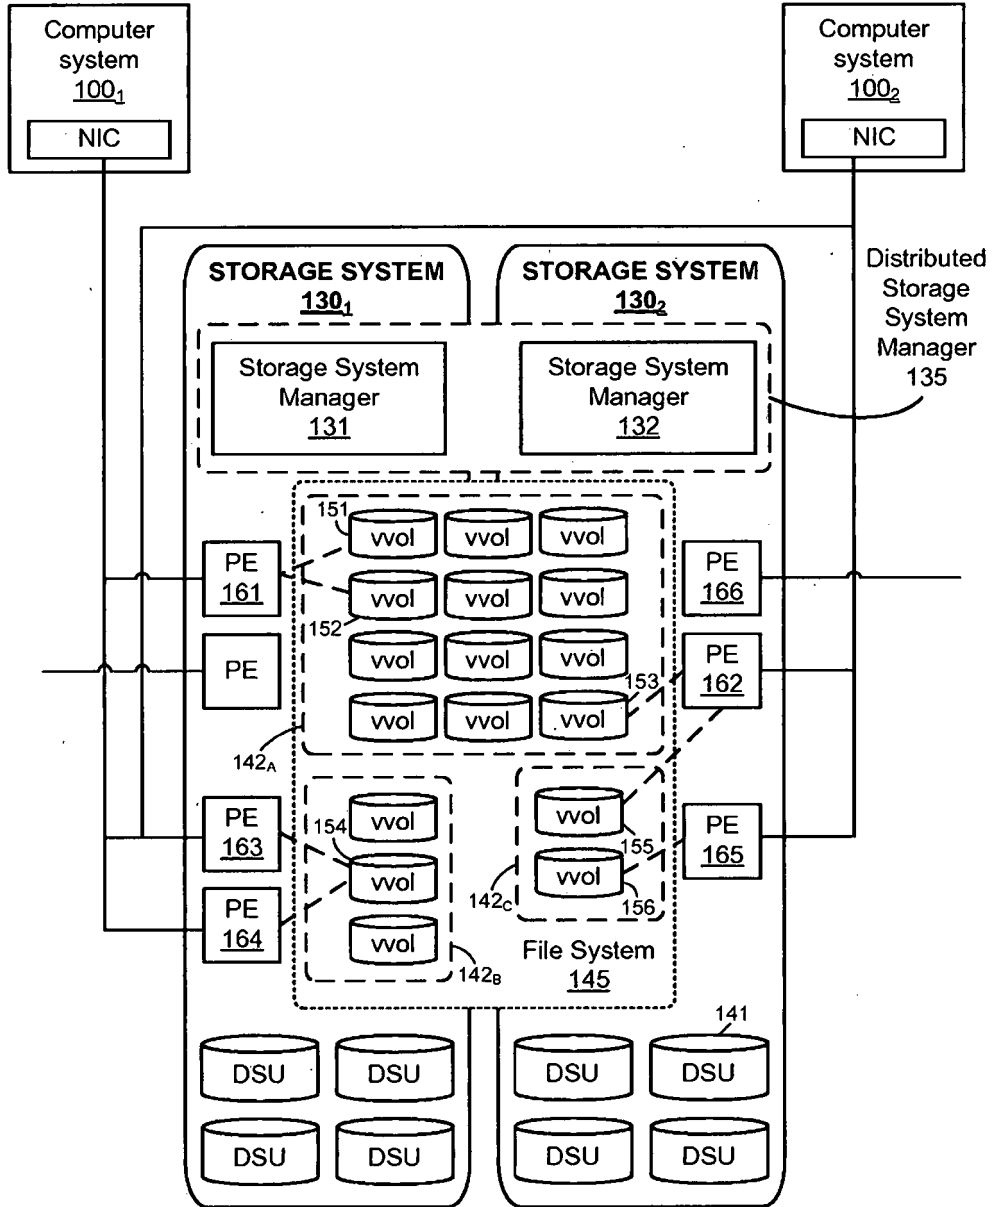 Computer
system
100₁
NIC
Computer
system
100₂
NIC
STORAGE SYSTEM
130₁
STORAGE SYSTEM
130₂
Distributed
Storage
System
Manager
135
Storage System
Manager
131
Storage System
Manager
132
151
vvol vvol vvol
PE
161
PE
166
vvol vvol vvol
152
PE
PE
162
vvol vvol vvol
153
vvol vvol vvol
142A
PE
163
154
vvol
vvol
155
PE
165
PE
164
vvol
vvol
156
142C
vvol
142B
File System
145
141
DSU DSU DSU DSU
DSU DSU DSU DSU